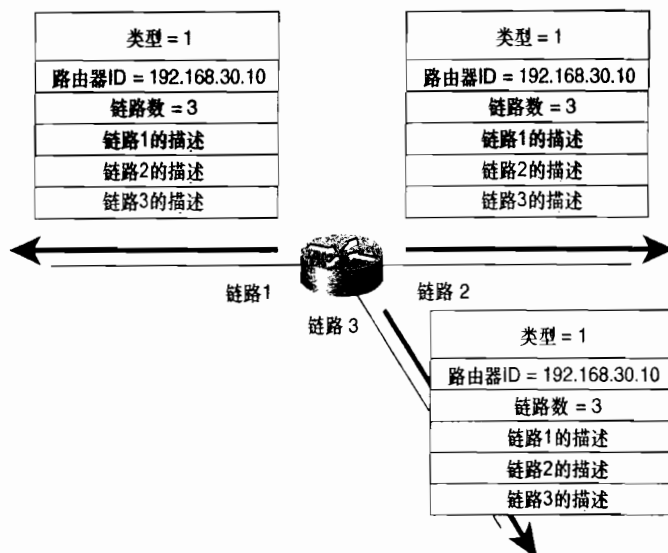 类型 = 1
路由器ID = 192.168.30.10
链路数 = 3
链路1的描述
链路2的描述
链路3的描述
类型 = 1
路由器ID = 192.168.30.10
链路数 = 3
链路1的描述
链路2的描述
链路3的描述
链路1
链路 2
链路 3
类型 = 1
路由器ID = 192.168.30.10
链路数 = 3
链路1的描述
链路2的描述
链路3的描述